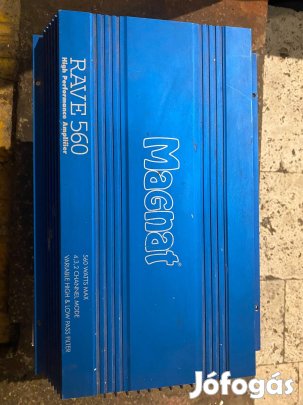 RAVE 560
High Performance Amplifier
Magnat
560 WATTS MAX
4,3,2 CHANNEL MODE
VARIABLE HIGH & LOW PASS FILTER
Jófogás